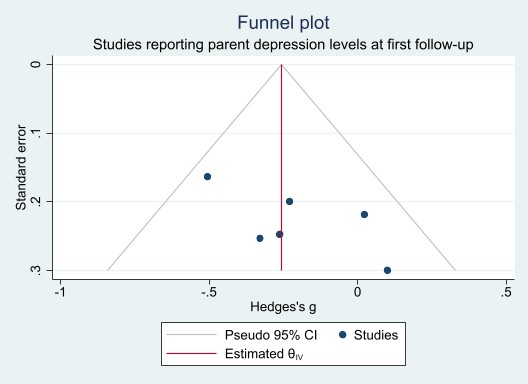 Funnel plot
Studies reporting parent depression levels at first follow-up
0
.1
.2
.3
Standard error
-1
-.5
0
.5
Hedges's g
Pseudo 95% CI
Studies
Estimated θIV